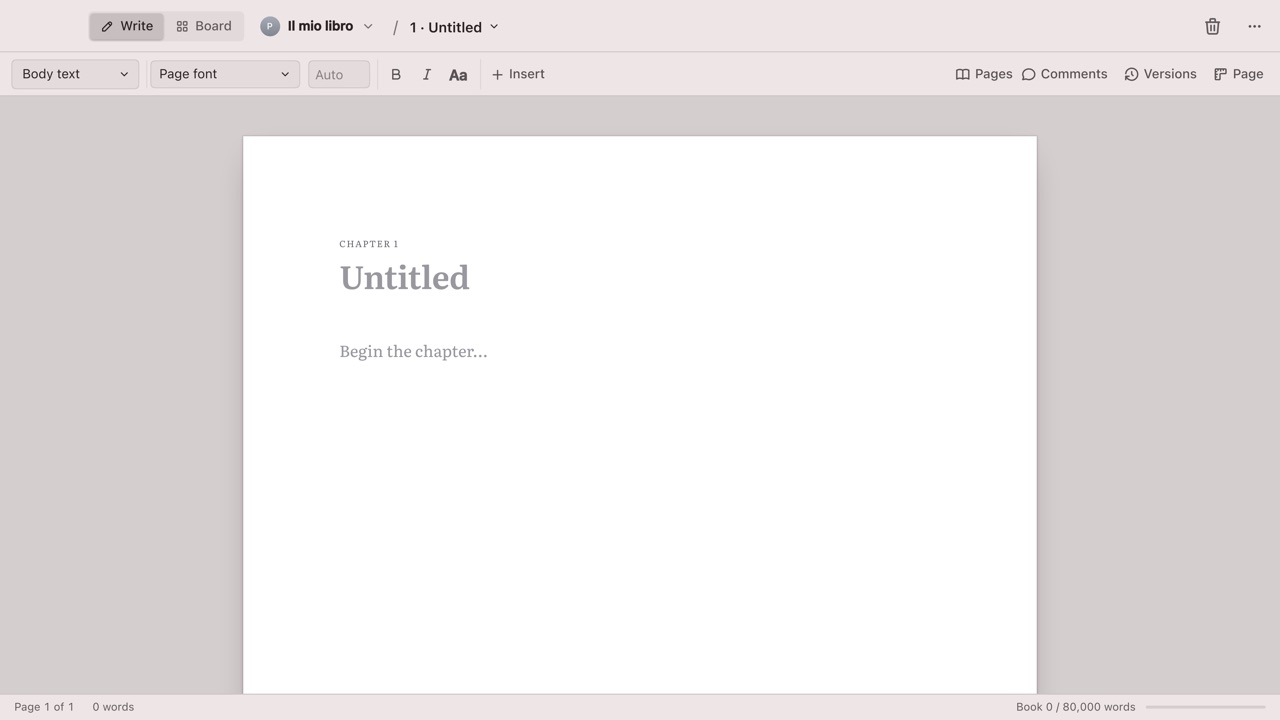 Write
Board
P
Il mio libro
/
1 · Untitled
Body text
Page font
Auto
B
I
Aa
Insert
Pages
Comments
Versions
Page
CHAPTER 1
Untitled
Begin the chapter...
Page 1 of 1
0 words
Book 0 / 80,000 words